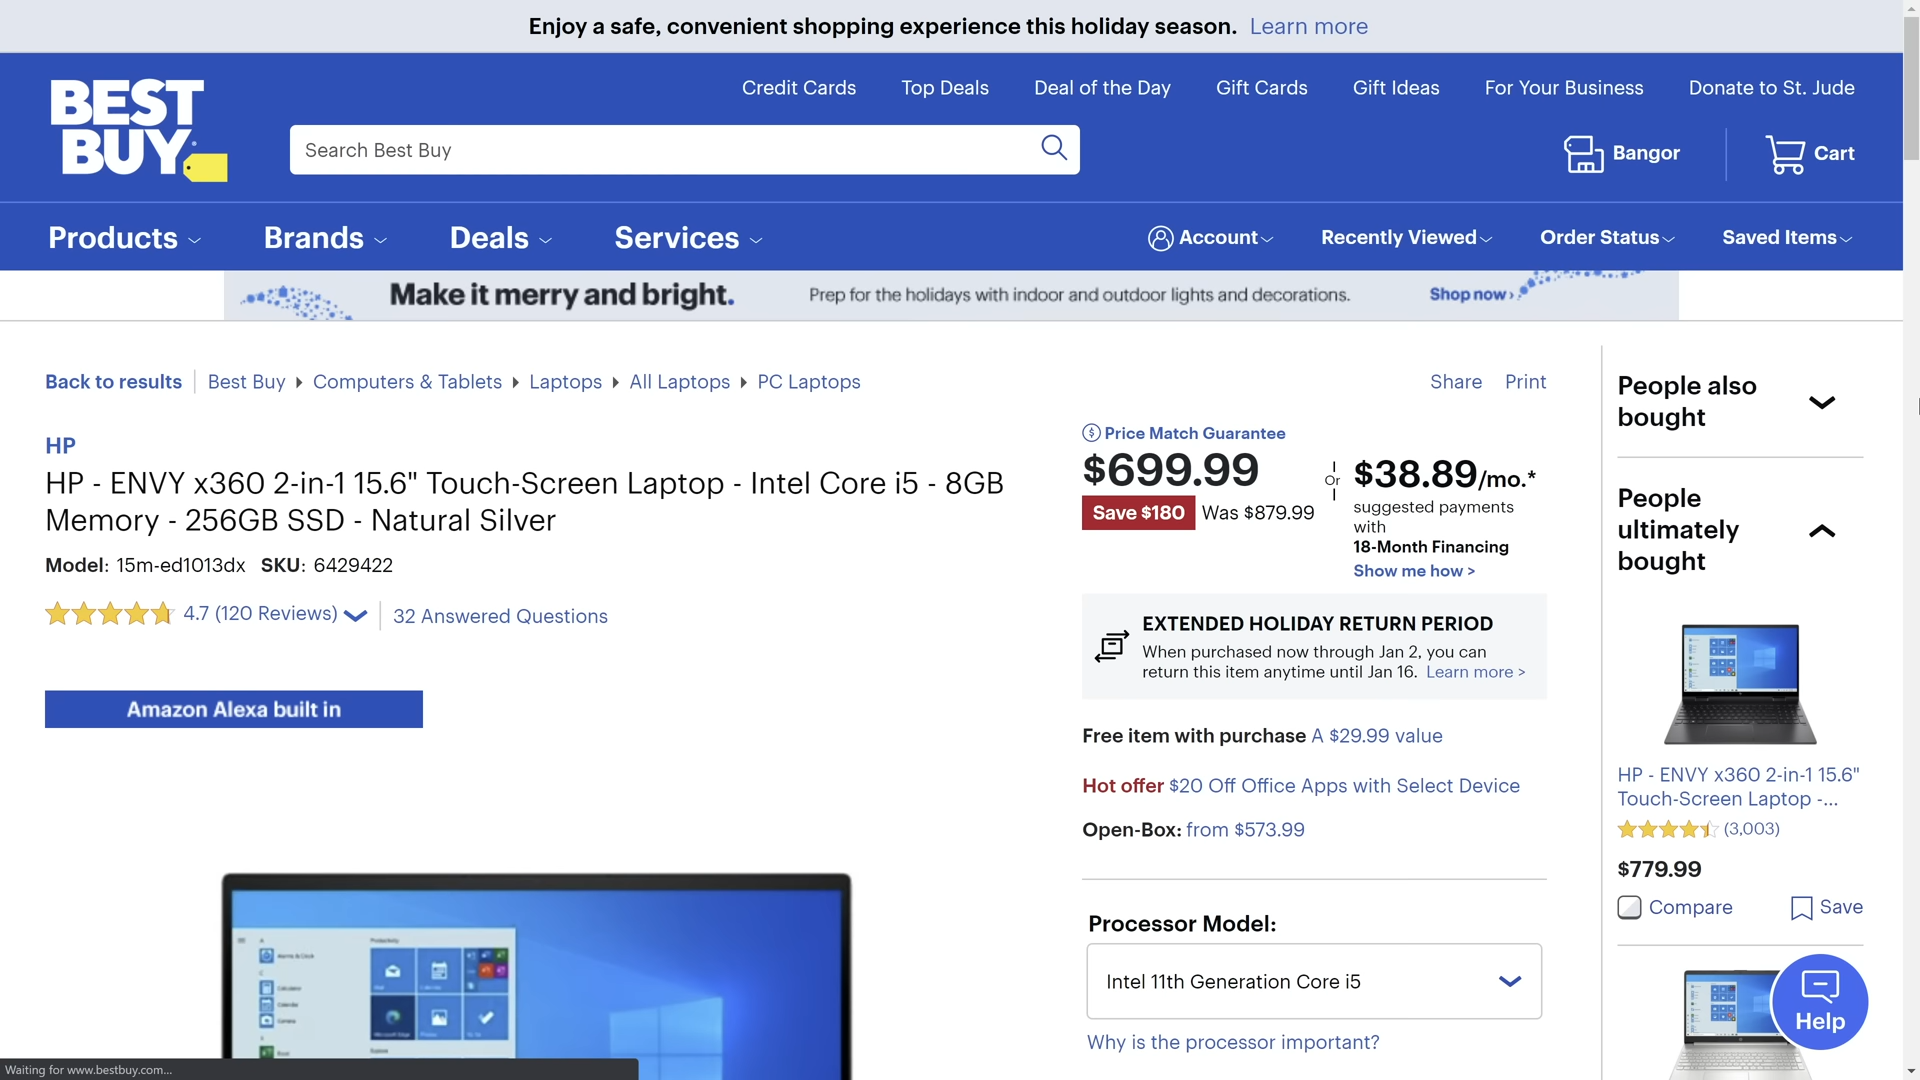 Enjoy a safe, convenient shopping experience this holiday season. Learn more
BEST
BUY
Credit Cards Top Deals Deal of the Day Gift Cards Gift Ideas For Your Business Donate to St. Jude
Search Best Buy
Bangor
Cart
Products Brands Deals Services
Account Recently Viewed Order Status Saved Items
Make it merry and bright. Prep for the holidays with indoor and outdoor lights and decorations. Shop now ›
Back to results Best Buy Computers & Tablets Laptops All Laptops PC Laptops
Share Print
HP
HP - ENVY x360 2-in-1 15.6" Touch-Screen Laptop - Intel Core i5 - 8GB
Memory - 256GB SSD - Natural Silver
Model: 15m-ed1013dx SKU: 6429422
4.7 (120 Reviews) 32 Answered Questions
Amazon Alexa built in
Price Match Guarantee
$699.99
Save $180 Was $879.99
Or
$38.89/mo.*
suggested payments
with
18-Month Financing
Show me how >
EXTENDED HOLIDAY RETURN PERIOD
When purchased now through Jan 2, you can
return this item anytime until Jan 16. Learn more >
Free item with purchase A $29.99 value
Hot offer $20 Off Office Apps with Select Device
Open-Box: from $573.99
Processor Model:
Intel 11th Generation Core i5
Why is the processor important?
People also
bought
People
ultimately
bought
HP - ENVY x360 2-in-1 15.6"
Touch-Screen Laptop -...
(3,003)
$779.99
Compare Save
Help
Waiting for www.bestbuy.com...